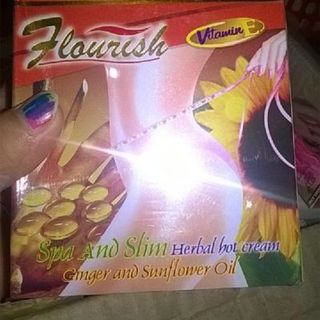 Flourish
Vitamin E
Spa And Slim Herbal hot cream
Ginger and Sunflower Oil